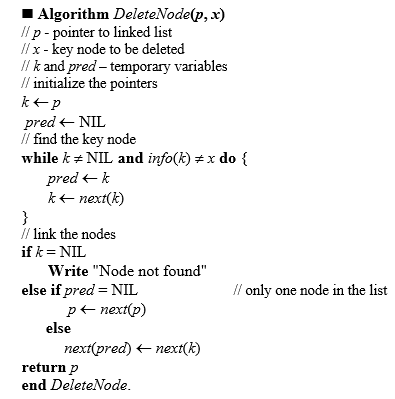 ■ Algorithm DeleteNode(p, x)
// p - pointer to linked list
// x - key node to be deleted
// k and pred – temporary variables
// initialize the pointers
k ← p
pred ← NIL
// find the key node
while k ≠ NIL and info(k) ≠ x do {
pred ← k
k ← next(k)
}
// link the nodes
if k = NIL
Write "Node not found"
else if pred = NIL // only one node in the list
p ← next(p)
else
next(pred) ← next(k)
return p
end DeleteNode.